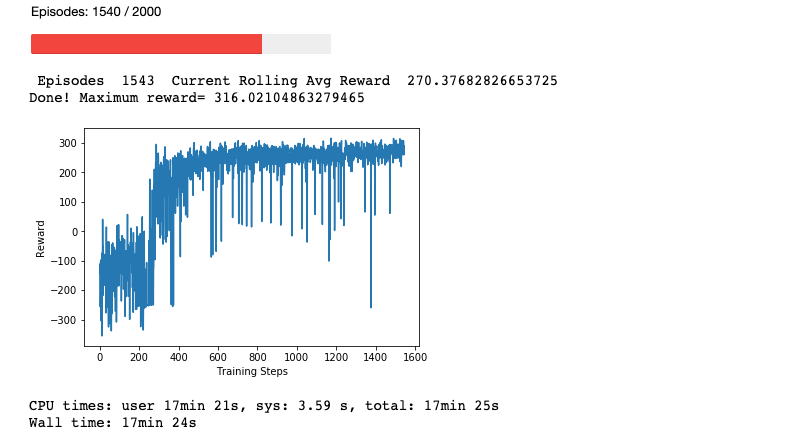 Episodes: 1540 / 2000
Episodes 1543 Current Rolling Avg Reward 270.37682826653725
Done! Maximum reward= 316.02104863279465
300
200
100
0
−100
−200
−300
Reward
0 200 400 600 800 1000 1200 1400 1600
Training Steps
CPU times: user 17min 21s, sys: 3.59 s, total: 17min 25s
Wall time: 17min 24s